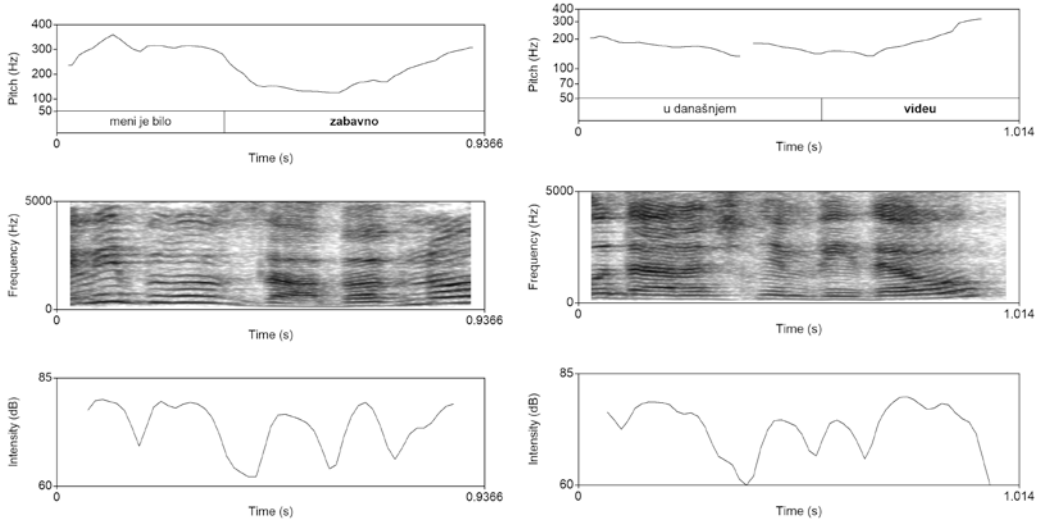 400
300
200
100
50
Pitch (Hz)
meni je bilo zabavno
0 0.9366
Time (s)
5000
0
Frequency (Hz)
0 0.9366
Time (s)
85
60
Intensity (dB)
0 0.9366
Time (s)
400
300
200
100
70
50
Pitch (Hz)
u današnjem videu
0 1.014
Time (s)
5000
0
Frequency (Hz)
0 1.014
Time (s)
85
60
Intensity (dB)
0 1.014
Time (s)